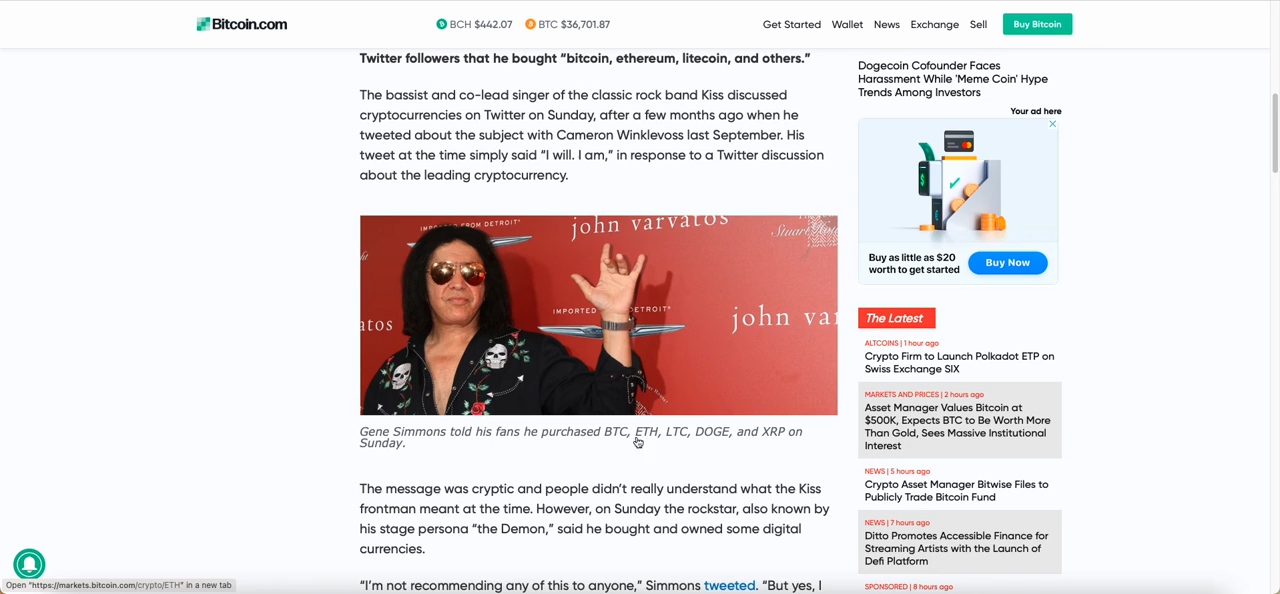 Bitcoin.com
BCH $442.07
BTC $36,701.87
Get Started
Wallet
News
Exchange
Sell
Buy Bitcoin
Twitter followers that he bought “bitcoin, ethereum, litecoin, and others.”
The bassist and co-lead singer of the classic rock band Kiss discussed
cryptocurrencies on Twitter on Sunday, after a few months ago when he
tweeted about the subject with Cameron Winklevoss last September. His
tweet at the time simply said “I will. I am,” in response to a Twitter discussion
about the leading cryptocurrency.
IMPORTED FROM DETROIT
john varvatos
Stuart
IMPORTED
DETROIT
atos
john va
Gene Simmons told his fans he purchased BTC, ETH, LTC, DOGE, and XRP on
Sunday.
The message was cryptic and people didn’t really understand what the Kiss
frontman meant at the time. However, on Sunday the rockstar, also known by
his stage persona “the Demon,” said he bought and owned some digital
currencies.
“I’m not recommending any of this to anyone,” Simmons tweeted. “But yes, I
Dogecoin Cofounder Faces
Harassment While 'Meme Coin' Hype
Trends Among Investors
Your ad here
Buy as little as $20
worth to get started
Buy Now
The Latest
ALTCOINS | 1 hour ago
Crypto Firm to Launch Polkadot ETP on
Swiss Exchange SIX
MARKETS AND PRICES | 2 hours ago
Asset Manager Values Bitcoin at
$500K, Expects BTC to Be Worth More
Than Gold, Sees Massive Institutional
Interest
NEWS | 5 hours ago
Crypto Asset Manager Bitwise Files to
Publicly Trade Bitcoin Fund
NEWS | 7 hours ago
Ditto Promotes Accessible Finance for
Streaming Artists with the Launch of
Defi Platform
SPONSORED | 8 hours ago
Open “https://markets.bitcoin.com/crypto/ETH” in a new tab